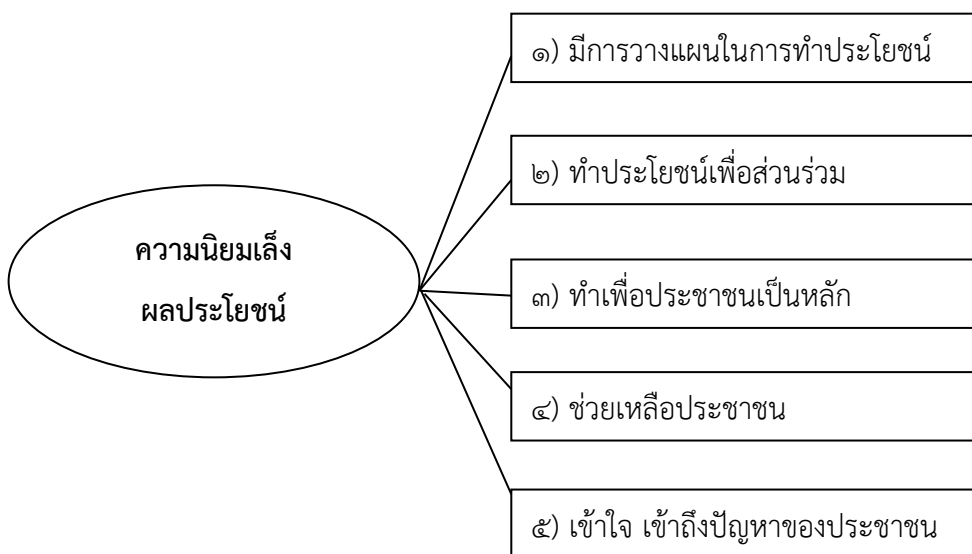 ความนิยมเล็ง
ผลประโยชน์
๑) มีการวางแผนในการทำประโยชน์
๒) ทำประโยชน์เพื่อส่วนร่วม
๓) ทำเพื่อประชาชนเป็นหลัก
๔) ช่วยเหลือประชาชน
๕) เข้าใจ เข้าถึงปัญหาของประชาชน